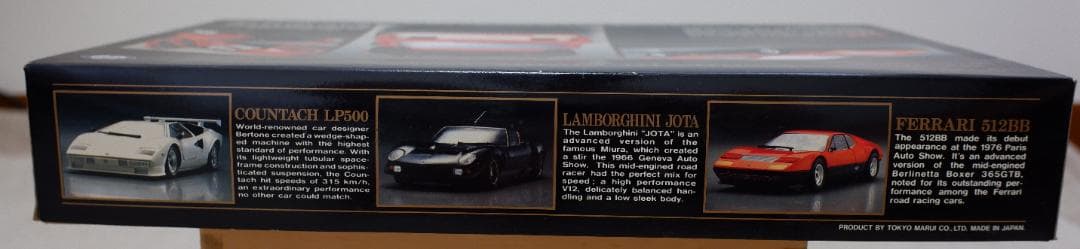 COUNTACH LP500
World-renowned car designer
Bertone created a wedge-shap-
ed machine with the highest
standard of performance. With
its lightweight tubular space-
frame construction and sophis-
ticated suspension, the Coun-
tach hit speeds of 315 km/h,
an extraordinary performance
no other car could match.
LAMBORGHINI JOTA
The Lamborghini "JOTA" is an
advanced version of the
famous Miura, which created
a stir the 1966 Geneva Auto
Show. This mid-engined road
racer had the perfect mix for
speed: a high performance
V12, delicately balanced han-
dling and a low sleek body.
FERRARI 512BB
The 512BB made its debut
appearance at the 1976 Paris
Auto Show. It's an advanced
version of the mid-engined
Berlinetta Boxer 365GTB,
noted for its outstanding per-
formance among the Ferrari
road racing cars.
PRODUCT BY TOKYO MARUI CO., LTD. MADE IN JAPAN.